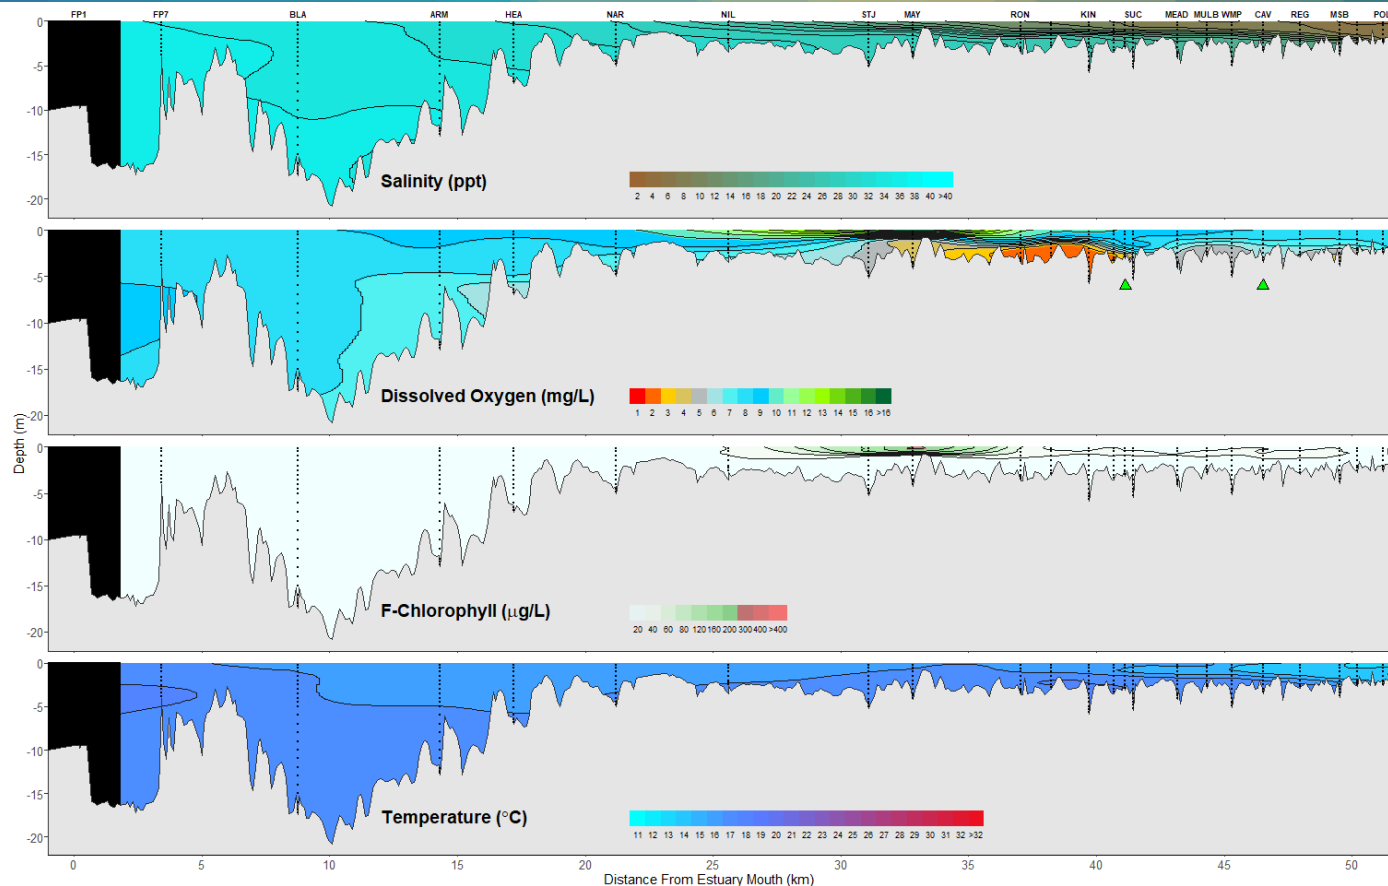 FP1 FP7 BLA ARM HEA NAR NIL STJ MAY RON KIN SUC MEAD MULB WMP CAV REG MSB POL
0
-5
-10
-15
-20
Salinity (ppt)
2 4 6 8 10 12 14 16 18 20 22 24 26 28 30 32 34 36 38 40 >40
0
-5
-10
-15
-20
Dissolved Oxygen (mg/L)
1 2 3 4 5 6 7 8 9 10 11 12 13 14 15 16 >16
Depth (m)
0
-5
-10
-15
-20
F-Chlorophyll (μg/L)
20 40 60 80 120 160 200 300 400 >400
0
-5
-10
-15
-20
Temperature (°C)
11 12 13 14 15 16 17 18 19 20 21 22 23 24 25 26 27 28 29 30 31 32 >32
0 5 10 15 20 25 30 35 40 45 50
Distance From Estuary Mouth (km)